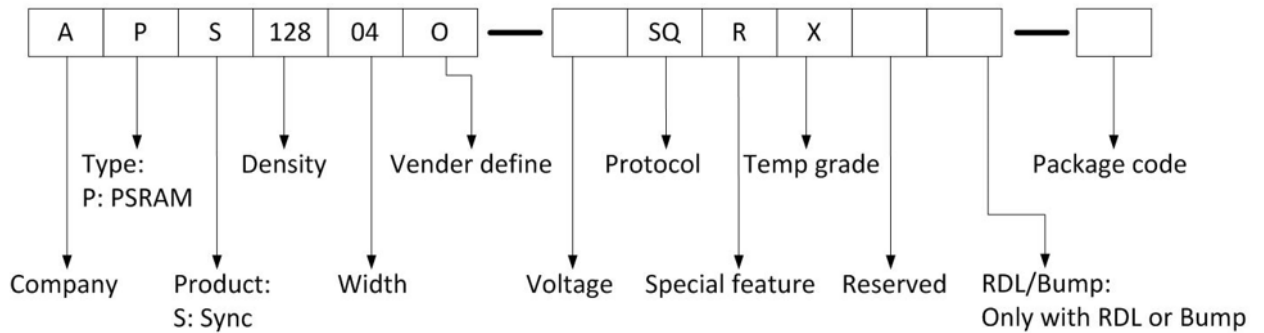 A P S 128 04 O — SQ R X —
Type:
P: PSRAM
Density
Vender define
Protocol
Temp grade
Package code
Company
Product:
S: Sync
Width
Voltage
Special feature
Reserved
RDL/Bump:
Only with RDL or Bump